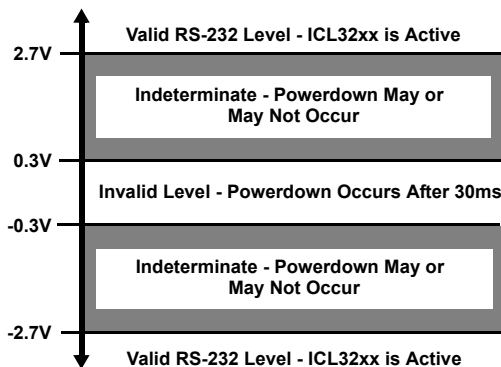 Valid RS-232 Level - ICL32xx is Active
2.7V
Indeterminate - Powerdown May or
May Not Occur
0.3V
Invalid Level - Powerdown Occurs After 30ms
-0.3V
Indeterminate - Powerdown May or
May Not Occur
-2.7V
Valid RS-232 Level - ICL32xx is Active